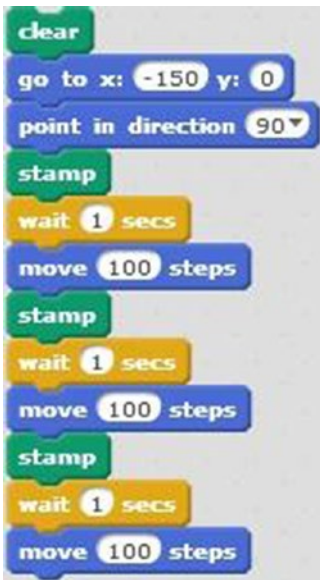 clear
go to x: -150 y: 0
point in direction 90
stamp
wait 1 secs
move 100 steps
stamp
wait 1 secs
move 100 steps
stamp
wait 1 secs
move 100 steps